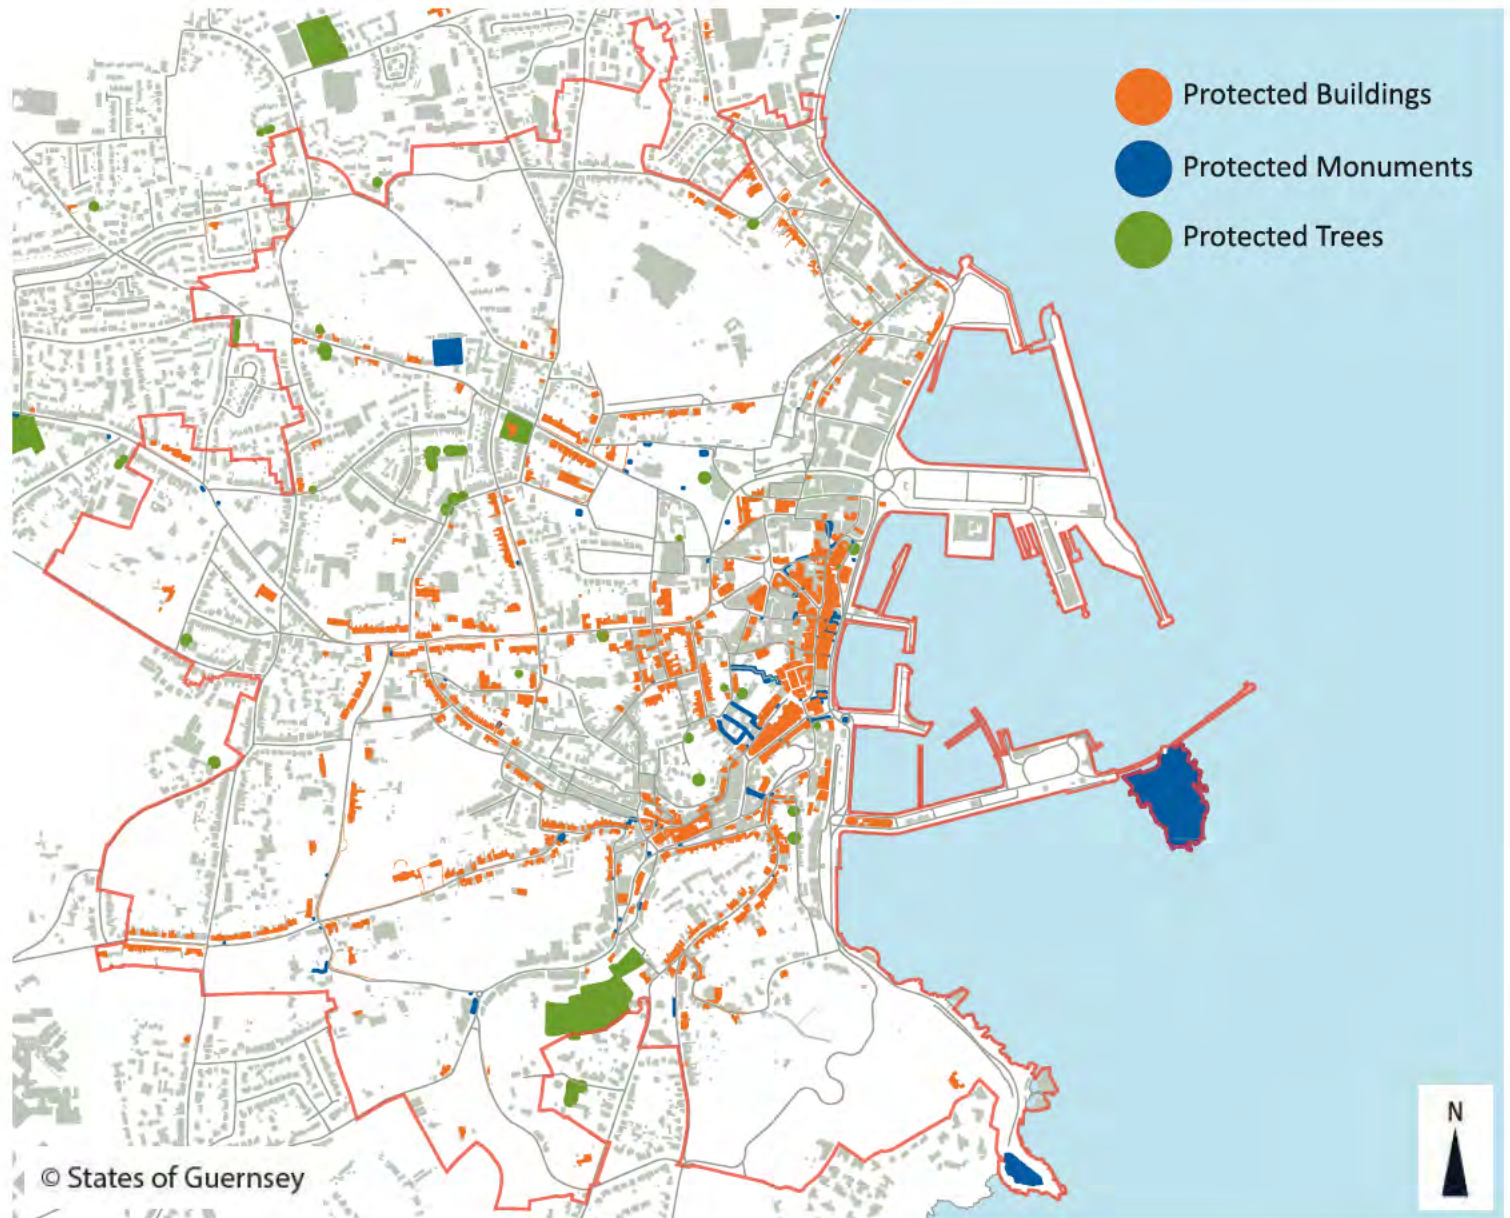 Protected Buildings
Protected Monuments
Protected Trees
N
© States of Guernsey